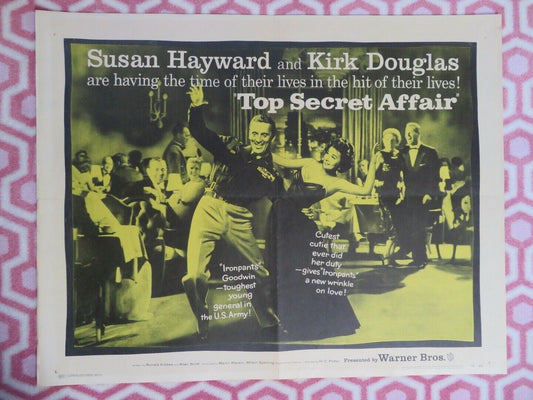 Susan Hayward and Kirk Douglas
are having the time of their lives in the hit of their lives!
'Top Secret Affair'
"Ironpants"
Goodwin
—toughest
young
general in
the U.S. Army!
Cutest
cutie that
ever did
her duty
—gives "Ironpants"
a new wrinkle
on love!
Presented by Warner Bros.